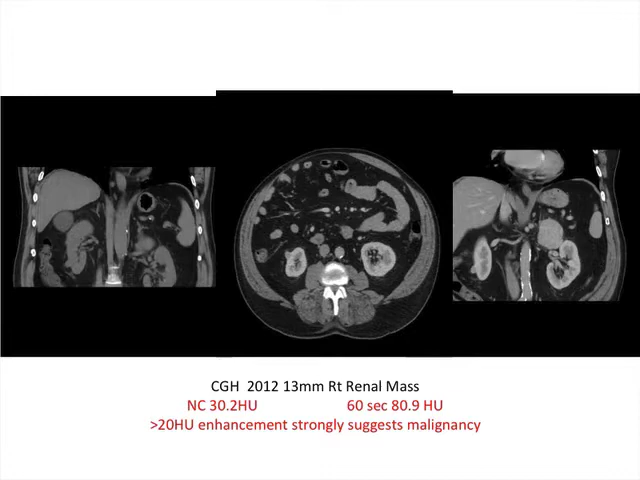 CGH  2012 13mm Rt Renal Mass
NC 30.2HU 60 sec 80.9 HU
>20HU enhancement strongly suggests malignancy